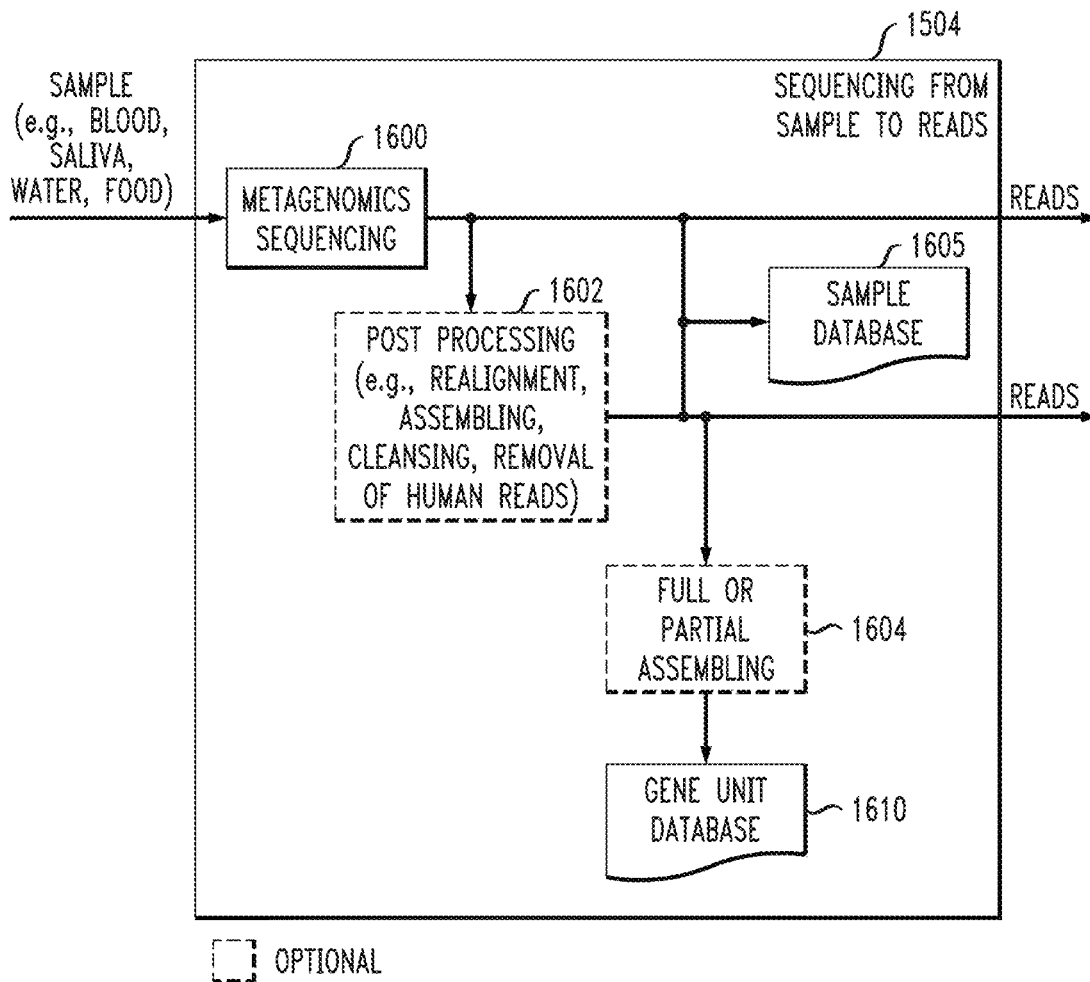 1504
SAMPLE
(e.g., BLOOD,
SALIVA,
WATER, FOOD)
SEQUENCING FROM
SAMPLE TO READS
1600
METAGENOMICS
SEQUENCING
READS
1605
SAMPLE
DATABASE
1602
POST PROCESSING
(e.g., REALIGNMENT,
ASSEMBLING,
CLEANSING, REMOVAL
OF HUMAN READS)
READS
FULL OR
PARTIAL
ASSEMBLING
1604
GENE UNIT
DATABASE
1610
OPTIONAL